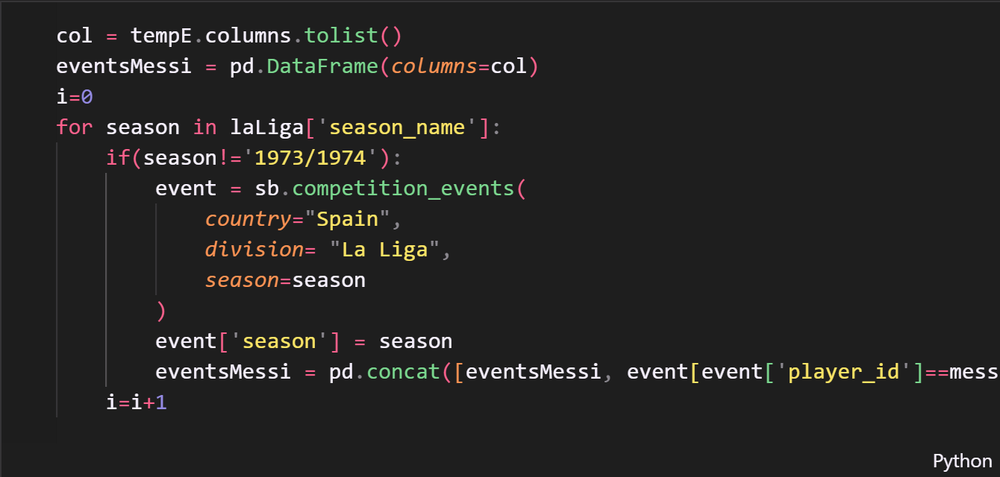 col = tempE.columns.tolist()
eventsMessi = pd.DataFrame(columns=col)
i=0
for season in laLiga['season_name']:
    if(season!='1973/1974'):
        event = sb.competition_events(
            country="Spain",
            division= "La Liga",
            season=season
        )
        event['season'] = season
        eventsMessi = pd.concat([eventsMessi, event[event['player_id']==mess
    i=i+1
Python